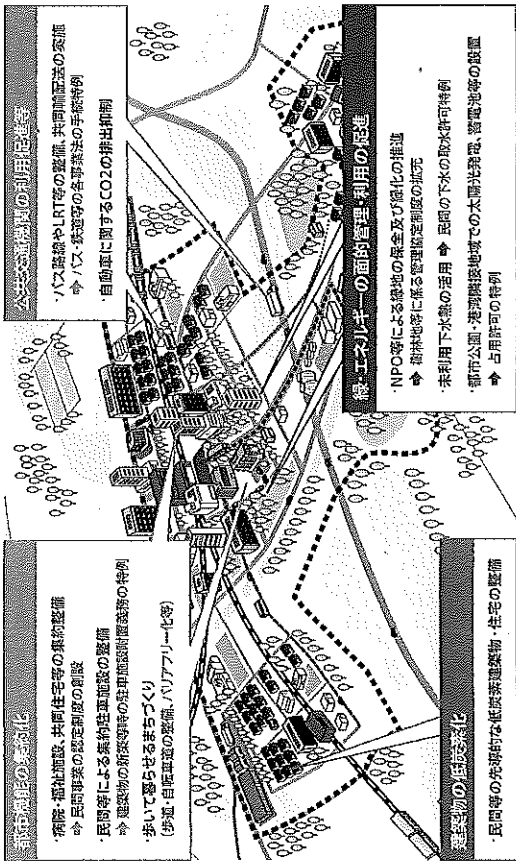 都市機能の集約化
・病院・福祉施設、共同住宅等の集約整備
⇒ 民間事業の認定制度の創設
・民間等による集約駐車施設の整備
⇒ 建築物の新築等時の駐車施設附置義務の特例
・歩いて暮らせるまちづくり
(歩道・自転車道の整備、バリアフリー化等)
公共交通機関の利用促進等
・バス路線やLRT等の整備、共同輸配送の実施
⇒ バス・鉄道等の各事業法の手続特例
・自動車に関するCO2の排出抑制
建築物の低炭素化
・民間等の先導的な低炭素建築物・住宅の整備
緑・エネルギーの面的管理・利用の促進
・NPO等による緑地の保全及び緑化の推進
⇒ 樹林地等に係る管理協定制度の拡充
・未利用下水熱の活用 ⇒ 民間の下水の取水許可特例
・都市公園・港湾隣接地域での太陽光発電、蓄電池等の設置
⇒ 占用許可の特例